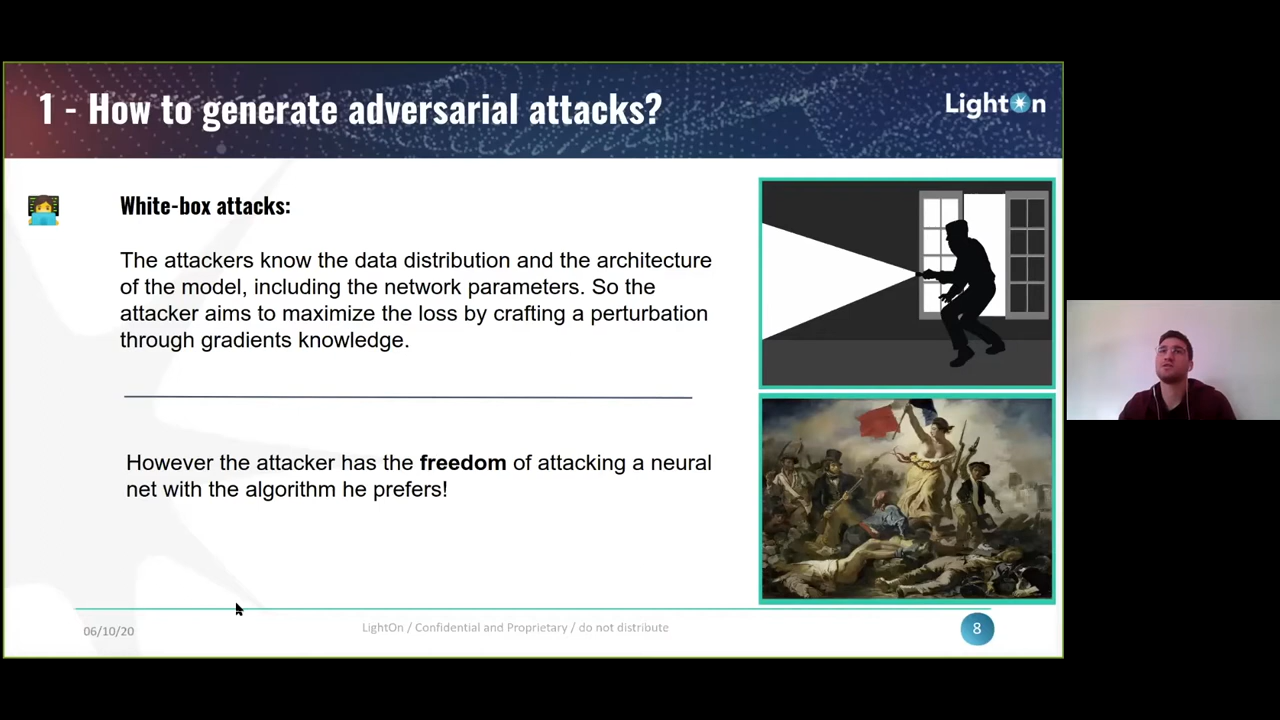 1 - How to generate adversarial attacks?
LightOn
White-box attacks:
The attackers know the data distribution and the architecture
of the model, including the network parameters. So the
attacker aims to maximize the loss by crafting a perturbation
through gradients knowledge.
However the attacker has the freedom of attacking a neural
net with the algorithm he prefers!
06/10/20
LightOn / Confidential and Proprietary / do not distribute
8